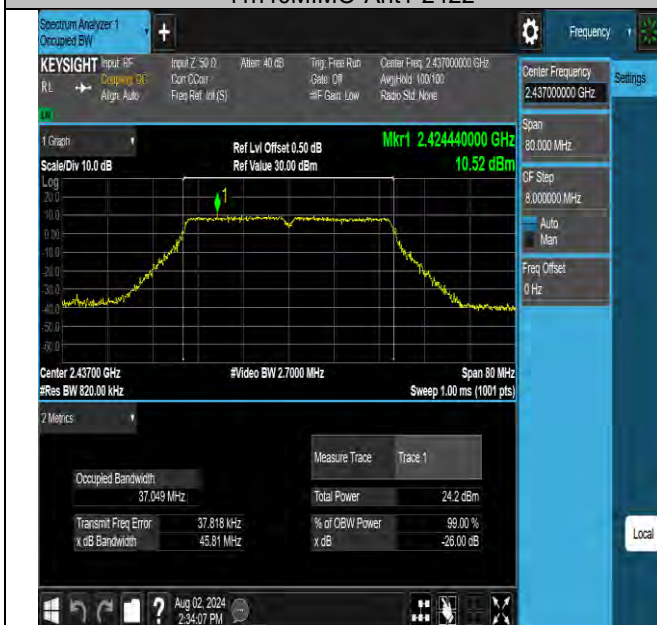 Spectrum Analyzer 1
Occupied BW
Frequency
KEYSIGHT Input: RF Input Z: 50 Ω Atten: 40 dB Trig: Free Run Center Freq: 2.437000000 GHz
RL Coupling: DC Corr CCorr Gate: Off Avg|Hold: 100/100
Align: Auto Freq Ref: Int (S) #IF Gain: Low Radio Std: None
Center Frequency
2.437000000 GHz
Settings
Span
80.000 MHz
CF Step
8.000000 MHz
Auto
Man
Freq Offset
0 Hz
1 Graph
Ref Lvl Offset 0.50 dB
Mkr1 2.424440000 GHz
Scale/Div 10.0 dB
Ref Value 30.00 dBm
10.52 dBm
Log
20.0
10.0
0.00
-10.0
-20.0
-30.0
-40.0
-50.0
-60.0
1
Center 2.43700 GHz #Video BW 2.7000 MHz Span 80 MHz
#Res BW 820.00 kHz Sweep 1.00 ms (1001 pts)
2 Metrics
Measure Trace Trace 1
Occupied Bandwidth
37.049 MHz
Total Power 24.2 dBm
Transmit Freq Error 37.818 kHz
% of OBW Power 99.00 %
x dB Bandwidth 45.81 MHz
x dB -26.00 dB
Local
? Aug 02, 2024
2:34:07 PM